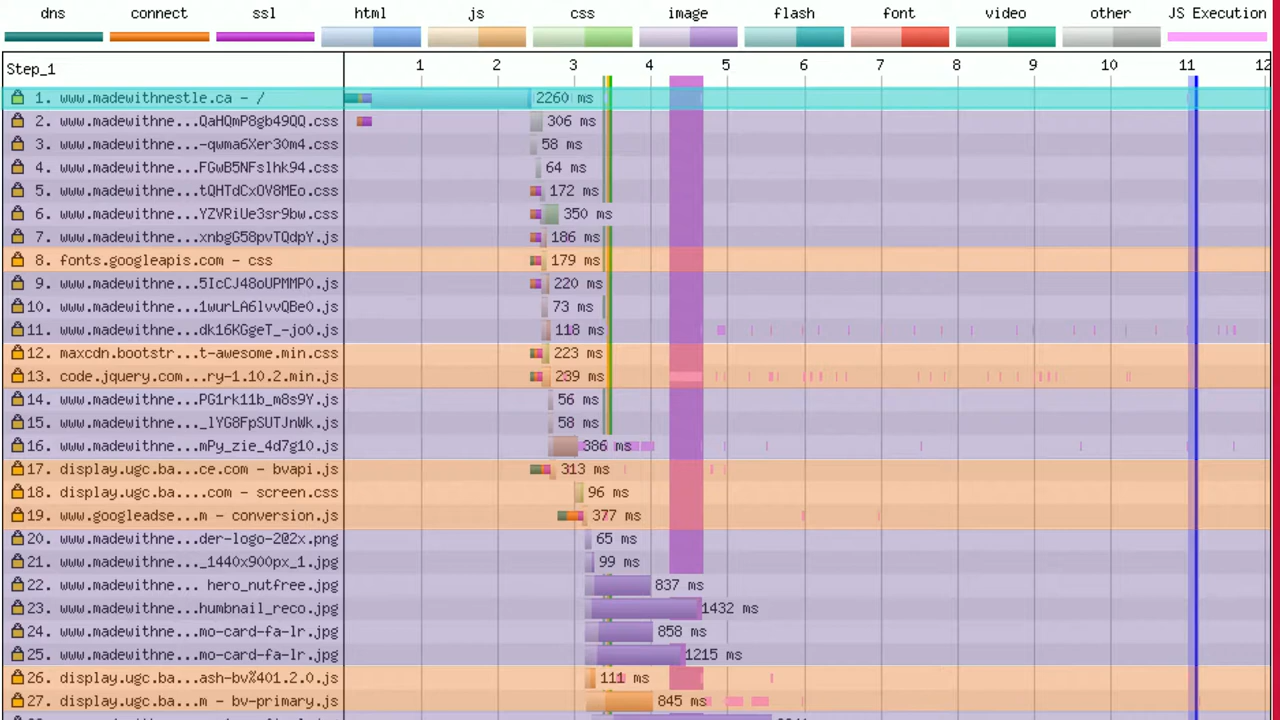 dns connect ssl html js css image flash font video other JS Execution
Step_1 1 2 3 4 5 6 7 8 9 10 11 12
1. www.madewithnestle.ca - / 2260 ms
2. www.madewithne...QaHQmP8gb49QQ.css 306 ms
3. www.madewithne...-qwma6Xer30m4.css 58 ms
4. www.madewithne...FGwB5NFslhk94.css 64 ms
5. www.madewithne...tQHTdCxOV8MEo.css 172 ms
6. www.madewithne...YZVRiUe3sr9bw.css 350 ms
7. www.madewithne...xnbgG58pvTQdpY.js 186 ms
8. fonts.googleapis.com - css 179 ms
9. www.madewithne...5IcCJ48oUPMMP0.js 220 ms
10. www.madewithne...1wurLA6lvvQBe0.js 73 ms
11. www.madewithne...dk16KGgeT_-jo0.js 118 ms
12. maxcdn.bootstr...t-awesome.min.css 223 ms
13. code.jquery.com...ry-1.10.2.min.js 239 ms
14. www.madewithne...PG1rk11b_m8s9Y.js 56 ms
15. www.madewithne..._lYG8FpSUTJnWk.js 58 ms
16. www.madewithne...mPy_zie_4d7g10.js 386 ms
17. display.ugc.ba...ce.com - bvapi.js 313 ms
18. display.ugc.ba....com - screen.css 96 ms
19. www.googleadse...m - conversion.js 377 ms
20. www.madewithne...der-logo-2@2x.png 65 ms
21. www.madewithne..._1440x900px_1.jpg 99 ms
22. www.madewithne... hero_nutfree.jpg 837 ms
23. www.madewithne...humbnail_reco.jpg 1432 ms
24. www.madewithne...mo-card-fa-lr.jpg 858 ms
25. www.madewithne...mo-card-fa-lr.jpg 1215 ms
26. display.ugc.ba...ash-bv%401.2.0.js 111 ms
27. display.ugc.ba...m - bv-primary.js 845 ms